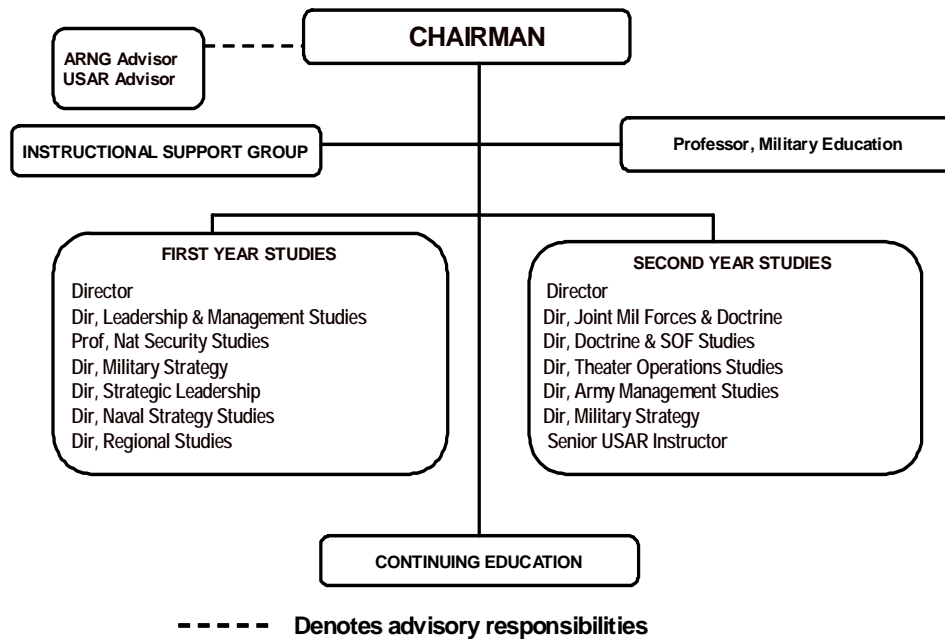 CHAIRMAN
ARNG Advisor
USAR Advisor
INSTRUCTIONAL SUPPORT GROUP
Professor, Military Education
FIRST YEAR STUDIES
Director
Dir, Leadership & Management Studies
Prof, Nat Security Studies
Dir, Military Strategy
Dir, Strategic Leadership
Dir, Naval Strategy Studies
Dir, Regional Studies
SECOND YEAR STUDIES
Director
Dir, Joint Mil Forces & Doctrine
Dir, Doctrine & SOF Studies
Dir, Theater Operations Studies
Dir, Army Management Studies
Dir, Military Strategy
Senior USAR Instructor
CONTINUING EDUCATION
Denotes advisory responsibilities